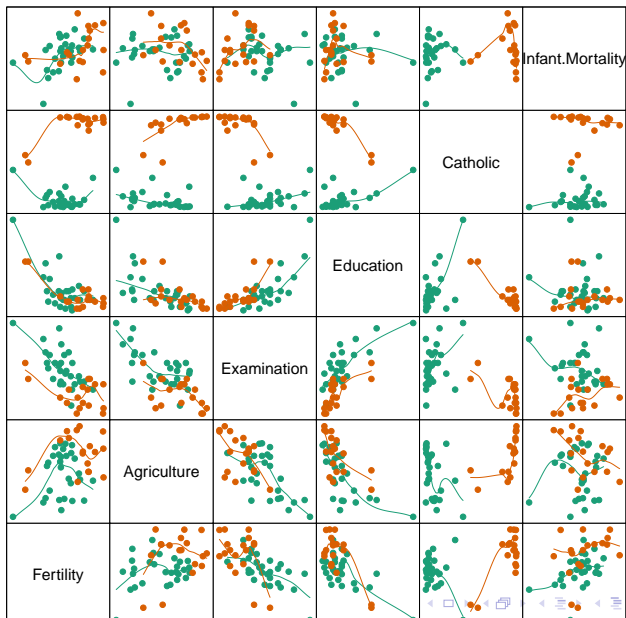 Infant.Mortality
Catholic
Education
Examination
Agriculture
Fertility